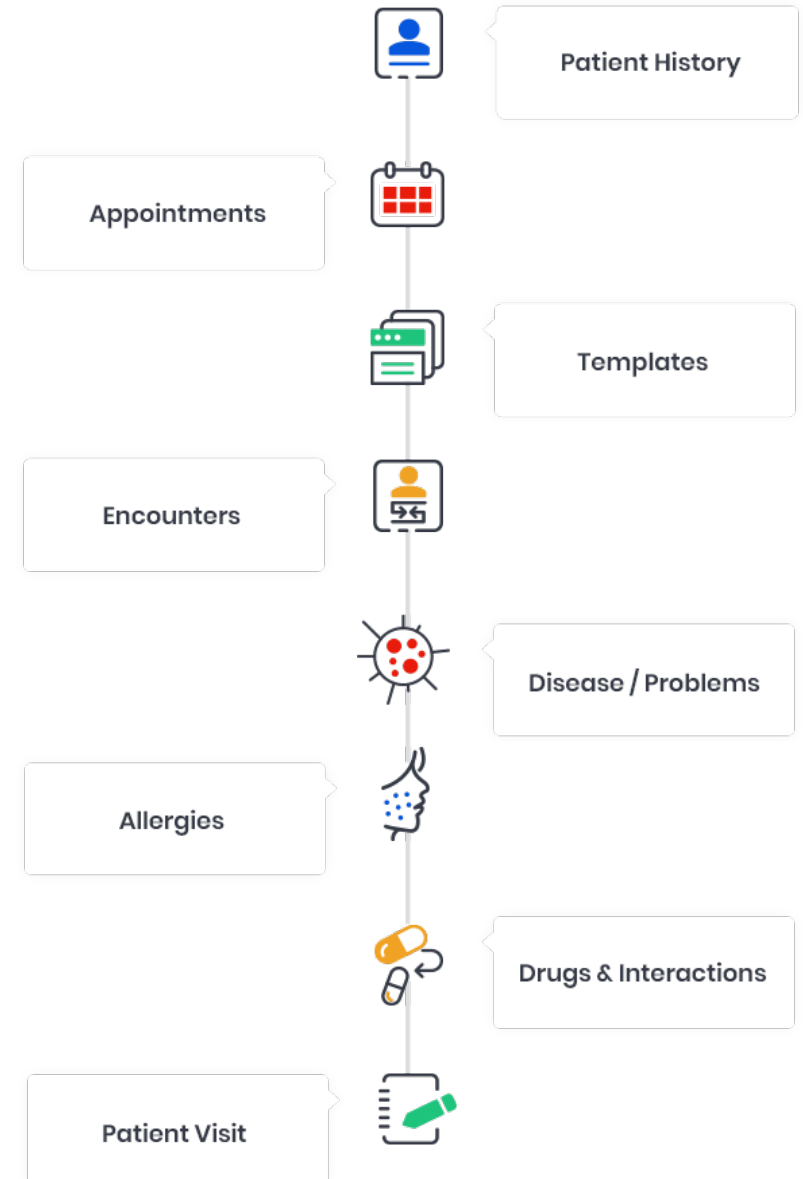 Patient History
Appointments
Templates
Encounters
Disease / Problems
Allergies
Drugs & Interactions
Patient Visit